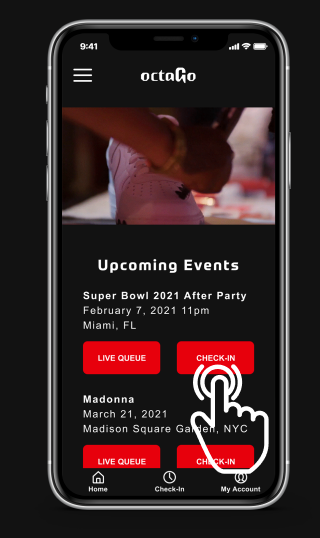 9:41
octaGo
Upcoming Events
Super Bowl 2021 After Party
February 7, 2021 11pm
Miami, FL
LIVE QUEUE
CHECK-IN
Madonna
March 21, 2021
Madison Square Garden, NYC
LIVE QUEUE
CHECK-IN
Home
Check-In
My Account